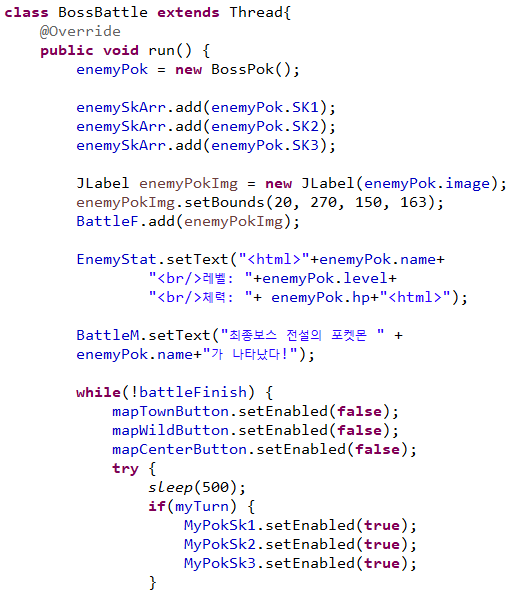 class BossBattle extends Thread{
    @Override
    public void run() {
        enemyPok = new BossPok();

        enemySkArr.add(enemyPok.SK1);
        enemySkArr.add(enemyPok.SK2);
        enemySkArr.add(enemyPok.SK3);

        JLabel enemyPokImg = new JLabel(enemyPok.image);
        enemyPokImg.setBounds(20, 270, 150, 163);
        BattleF.add(enemyPokImg);

        EnemyStat.setText("<html>"+enemyPok.name+
                "<br/>레벨: "+enemyPok.level+
                "<br/>체력: "+ enemyPok.hp+"<html>");

        BattleM.setText("최종보스 전설의 포켓몬 " +
        enemyPok.name+"가 나타났다!");

        while(!battleFinish) {
            mapTownButton.setEnabled(false);
            mapWildButton.setEnabled(false);
            mapCenterButton.setEnabled(false);
            try {
                sleep(500);
                if(myTurn) {
                    MyPokSk1.setEnabled(true);
                    MyPokSk2.setEnabled(true);
                    MyPokSk3.setEnabled(true);
                }